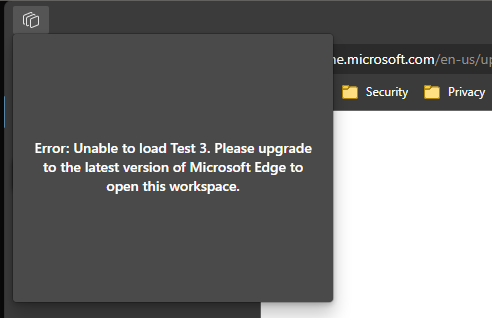 ne.microsoft.com/en-us/up
Security
Privacy
Error: Unable to load Test 3. Please upgrade
to the latest version of Microsoft Edge to
open this workspace.